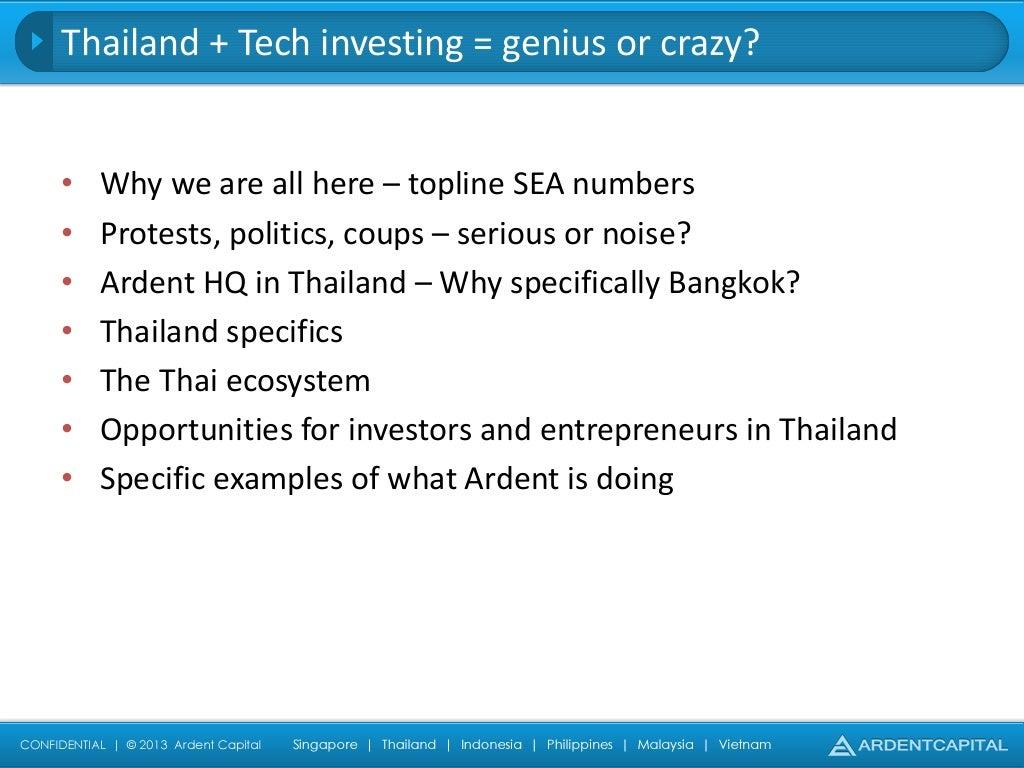 Thailand + Tech investing = genius or crazy?
• Why we are all here – topline SEA numbers
• Protests, politics, coups – serious or noise?
• Ardent HQ in Thailand – Why specifically Bangkok?
• Thailand specifics
• The Thai ecosystem
• Opportunities for investors and entrepreneurs in Thailand
• Specific examples of what Ardent is doing
CONFIDENTIAL | © 2013 Ardent Capital Singapore | Thailand | Indonesia | Philippines | Malaysia | Vietnam ARDENTCAPITAL